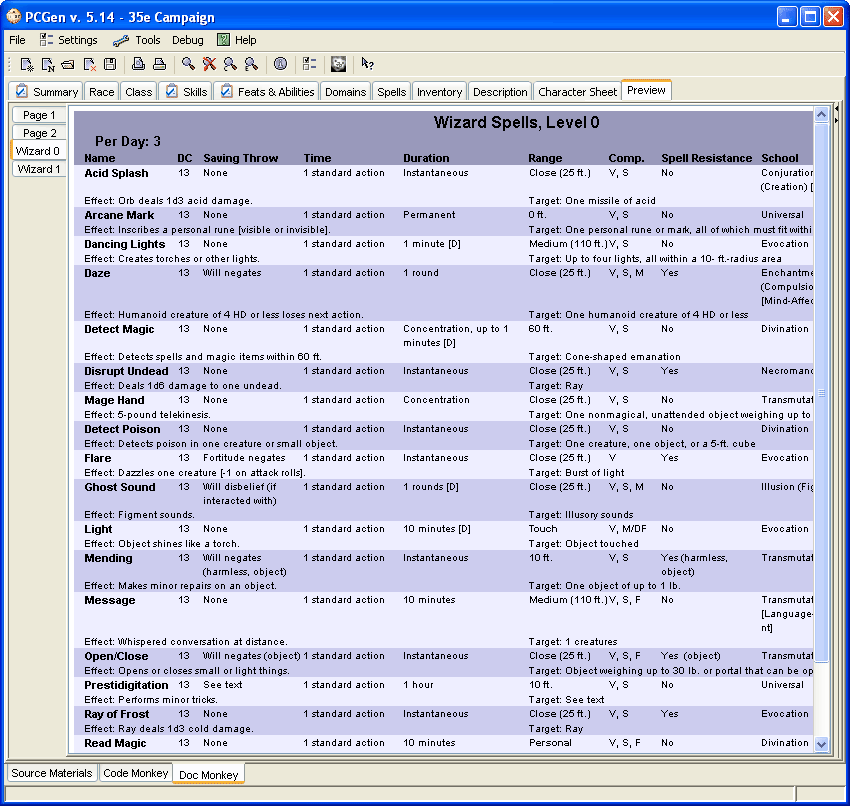 PCGen v. 5.14 - 35e Campaign
File Settings Tools Debug Help
Summary Race Class Skills Feats & Abilities Domains Spells Inventory Description Character Sheet Preview
Page 1
Page 2
Wizard 0
Wizard 1
Wizard Spells, Level 0
Per Day: 3
Name DC Saving Throw Time Duration Range Comp. Spell Resistance School
Acid Splash 13 None 1 standard action Instantaneous Close (25 ft.) V, S No Conjuration
(Creation) [
Effect: Orb deals 1d3 acid damage. Target: One missile of acid
Arcane Mark 13 None 1 standard action Permanent 0 ft. V, S No Universal
Effect: Inscribes a personal rune [visible or invisible]. Target: One personal rune or mark, all of which must fit withi
Dancing Lights 13 None 1 standard action 1 minute [D] Medium (110 ft.) V, S No Evocation
Effect: Creates torches or other lights. Target: Up to four lights, all within a 10- ft.-radius area
Daze 13 Will negates 1 standard action 1 round Close (25 ft.) V, S, M Yes Enchantme
(Compulsio
[Mind-Affec
Effect: Humanoid creature of 4 HD or less loses next action. Target: One humanoid creature of 4 HD or less
Detect Magic 13 None 1 standard action Concentration, up to 1 60 ft. V, S No Divination
minutes [D]
Effect: Detects spells and magic items within 60 ft. Target: Cone-shaped emanation
Disrupt Undead 13 None 1 standard action Instantaneous Close (25 ft.) V, S Yes Necromanc
Effect: Deals 1d6 damage to one undead. Target: Ray
Mage Hand 13 None 1 standard action Concentration Close (25 ft.) V, S No Transmutat
Effect: 5-pound telekinesis. Target: One nonmagical, unattended object weighing up to
Detect Poison 13 None 1 standard action Instantaneous Close (25 ft.) V, S No Divination
Effect: Detects poison in one creature or small object. Target: One creature, one object, or a 5-ft. cube
Flare 13 Fortitude negates 1 standard action Instantaneous Close (25 ft.) V Yes Evocation
Effect: Dazzles one creature [-1 on attack rolls]. Target: Burst of light
Ghost Sound 13 Will disbelief (if 1 standard action 1 rounds [D] Close (25 ft.) V, S, M No Illusion (Fig
interacted with)
Effect: Figment sounds. Target: Illusory sounds
Light 13 None 1 standard action 10 minutes [D] Touch V, M/DF No Evocation
Effect: Object shines like a torch. Target: Object touched
Mending 13 Will negates 1 standard action Instantaneous 10 ft. V, S Yes (harmless, Transmutat
(harmless, object) object)
Effect: Makes minor repairs on an object. Target: One object of up to 1 lb.
Message 13 None 1 standard action 10 minutes Medium (110 ft.) V, S, F No Transmutat
[Language-
nt]
Effect: Whispered conversation at distance. Target: 1 creatures
Open/Close 13 Will negates (object) 1 standard action Instantaneous Close (25 ft.) V, S, F Yes (object) Transmutat
Effect: Opens or closes small or light things. Target: Object weighing up to 30 lb. or portal that can be op
Prestidigitation 13 See text 1 standard action 1 hour 10 ft. V, S No Universal
Effect: Performs minor tricks. Target: See text
Ray of Frost 13 None 1 standard action Instantaneous Close (25 ft.) V, S Yes Evocation
Effect: Ray deals 1d3 cold damage. Target: Ray
Read Magic 13 None 1 standard action 10 minutes Personal V, S, F No Divination
Source Materials Code Monkey Doc Monkey